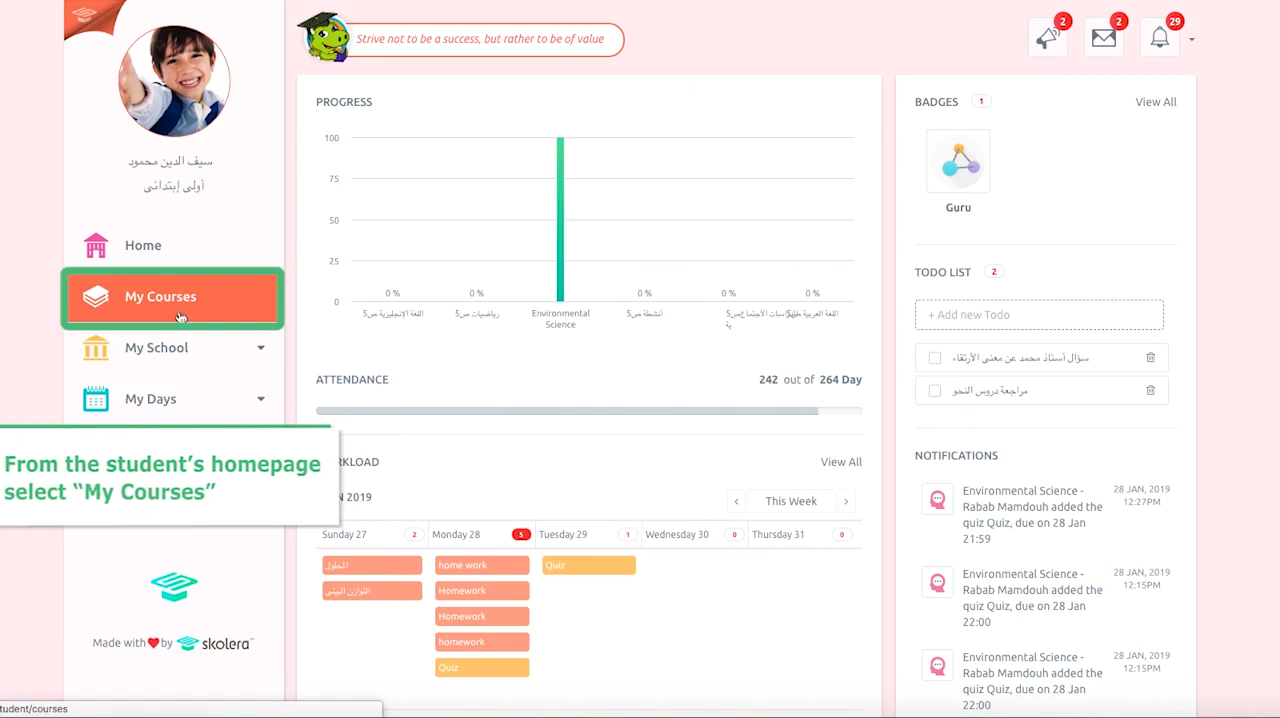 Strive not to be a success, but rather to be of value
2
2
29
سيف الدين محمود
أولى إبتدائى
Home
My Courses
My School
My Days
From the student's homepage
select “My Courses”
Made with by skolera
tudent/courses
PROGRESS
100
75
50
25
0
0 %
0 %
0 %
0 %
0 %
اللغة الإنجليزية ص5
رياضيات ص5
Environmental
Science
أنشطة ص5
اللغة العربية
ATTENDANCE
242 out of 264 Day
RKLOAD
View All
N 2019
This Week
Sunday 27 2
Monday 28 5
Tuesday 29 1
Wednesday 30 0
Thursday 31 0
المحلول
home work
Quiz
التوازن البيئى
Homework
Homework
homework
Quiz
BADGES 1
View All
Guru
TODO LIST 2
+ Add new Todo
سؤال أستاذ محمد عن معنى الأرتقاء
مراجعة دروس النحو
NOTIFICATIONS
Environmental Science -
Rabab Mamdouh added the
quiz Quiz, due on 28 Jan
21:59
28 JAN, 2019
12:27PM
Environmental Science -
Rabab Mamdouh added the
quiz Quiz, due on 28 Jan
22:00
28 JAN, 2019
12:15PM
Environmental Science -
Rabab Mamdouh added the
quiz Quiz, due on 28 Jan
22:00
28 JAN, 2019
12:15PM